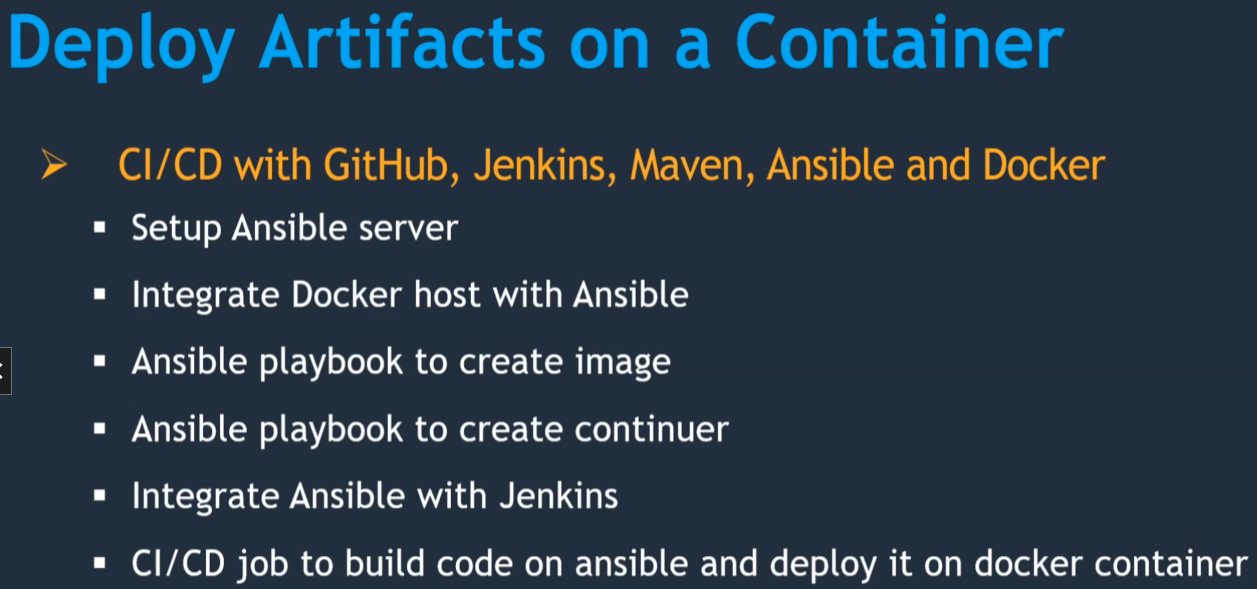 Deploy Artifacts on a Container
➢ CI/CD with GitHub, Jenkins, Maven, Ansible and Docker
▪ Setup Ansible server
▪ Integrate Docker host with Ansible
▪ Ansible playbook to create image
▪ Ansible playbook to create continuer
▪ Integrate Ansible with Jenkins
▪ CI/CD job to build code on ansible and deploy it on docker container